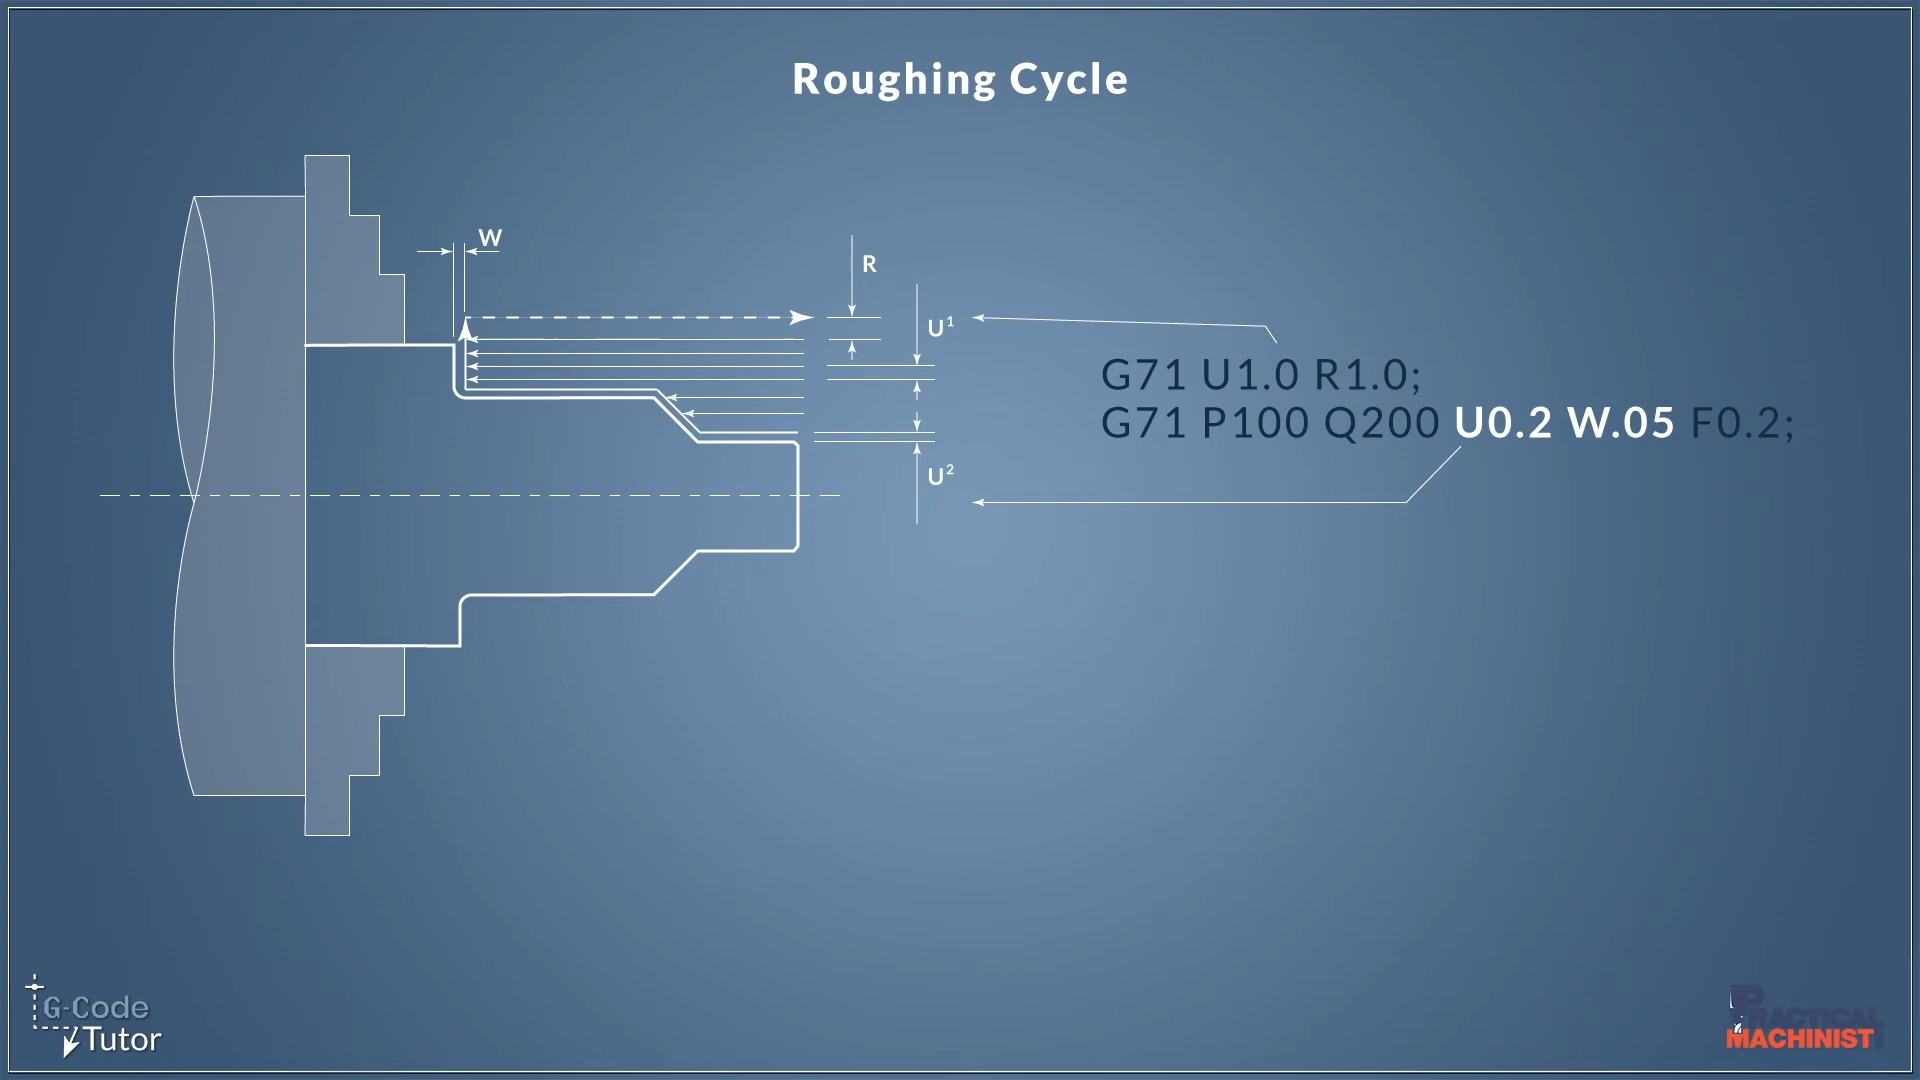 Roughing Cycle
W
R
U¹
G71 U1.0 R1.0;
G71 P100 Q200 U0.2 W.05 F0.2;
U²
G-Code
Tutor
PRACTICAL
MACHINIST